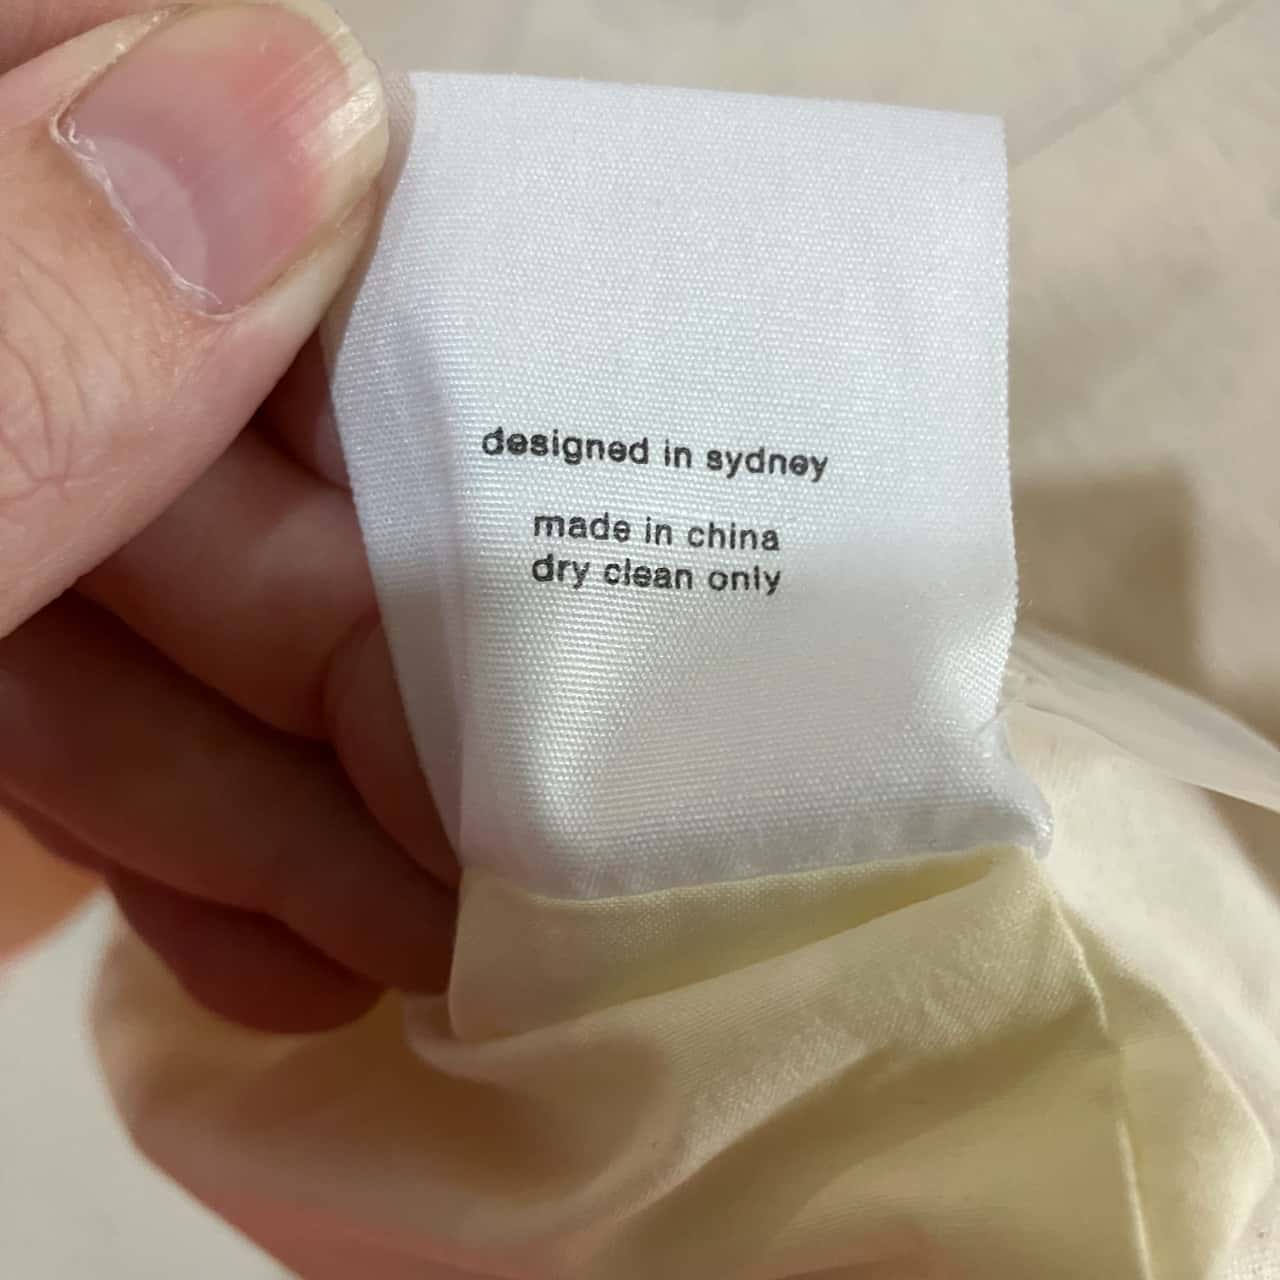 designed in sydney
made in china
dry clean only